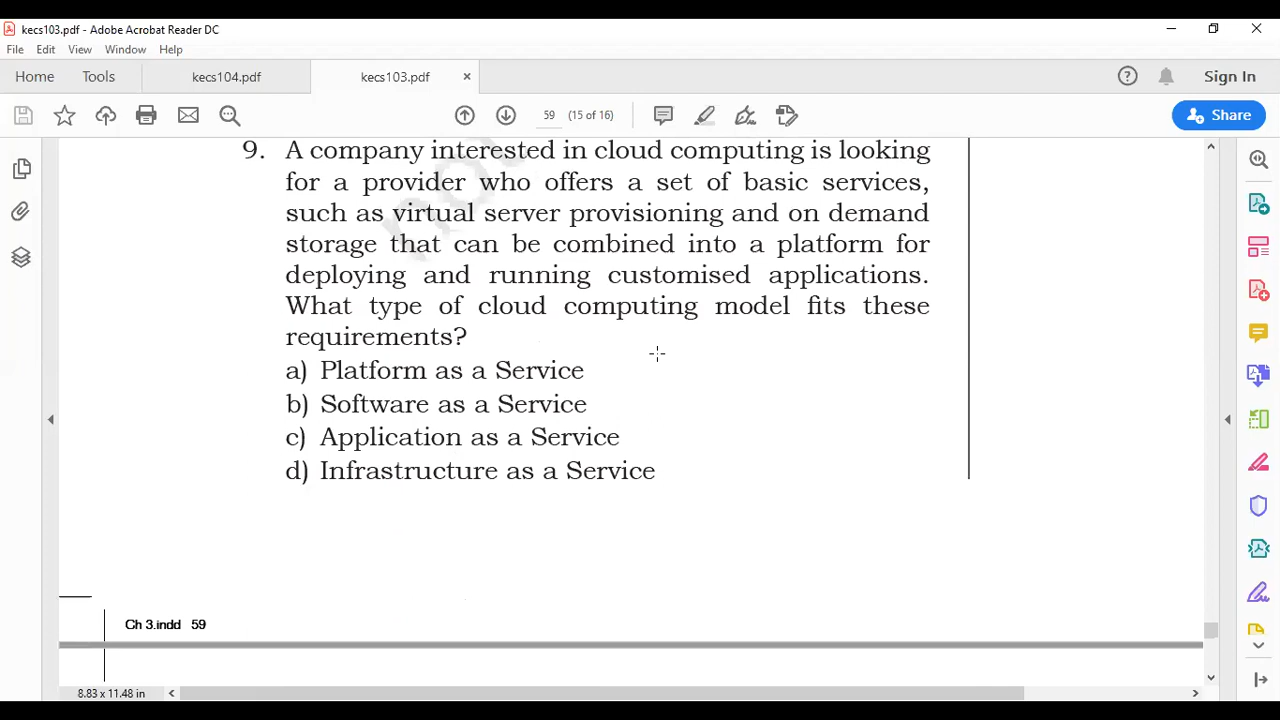 kecs103.pdf - Adobe Acrobat Reader DC
File Edit View Window Help
Home Tools kecs104.pdf kecs103.pdf × Sign In
59 (15 of 16) Share
9. A company interested in cloud computing is looking
for a provider who offers a set of basic services,
such as virtual server provisioning and on demand
storage that can be combined into a platform for
deploying and running customised applications.
What type of cloud computing model fits these
requirements?
a) Platform as a Service
b) Software as a Service
c) Application as a Service
d) Infrastructure as a Service
not
Ch 3.indd 59
8.83 x 11.48 in